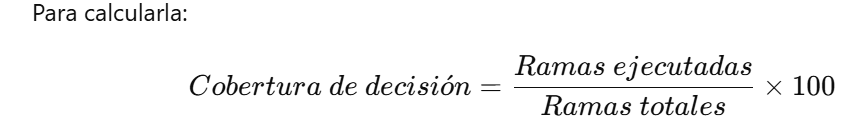 Para calcularla:
Cobertura de decisión = Ramas ejecutadas / Ramas totales × 100